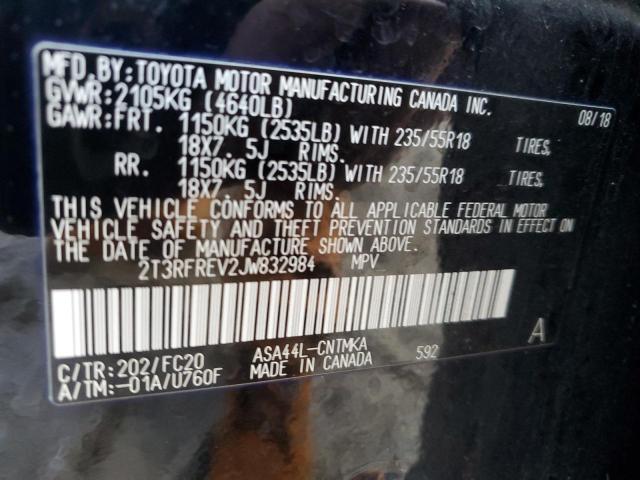 MFD.BY:TOYOTA MOTOR MANUFACTURING CANADA INC.
GVWR:2105KG (4640LB) 08/18
GAWR:FRT. 1150KG (2535LB) WITH 235/55R18 TIRES,
18X7. 5J RIMS.
RR. 1150KG (2535LB) WITH 235/55R18 TIRES,
18X7. 5J RIMS.
THIS VEHICLE CONFORMS TO ALL APPLICABLE FEDERAL MOTOR
VEHICLE SAFETY AND THEFT PREVENTION STANDARDS IN EFFECT ON
THE DATE OF MANUFACTURE SHOWN ABOVE.
2T3RFREV2JW832984 MPV
A
C/TR:202/FC20 ASA44L-CNTMKA 592
A/TM:-01A/U760F MADE IN CANADA